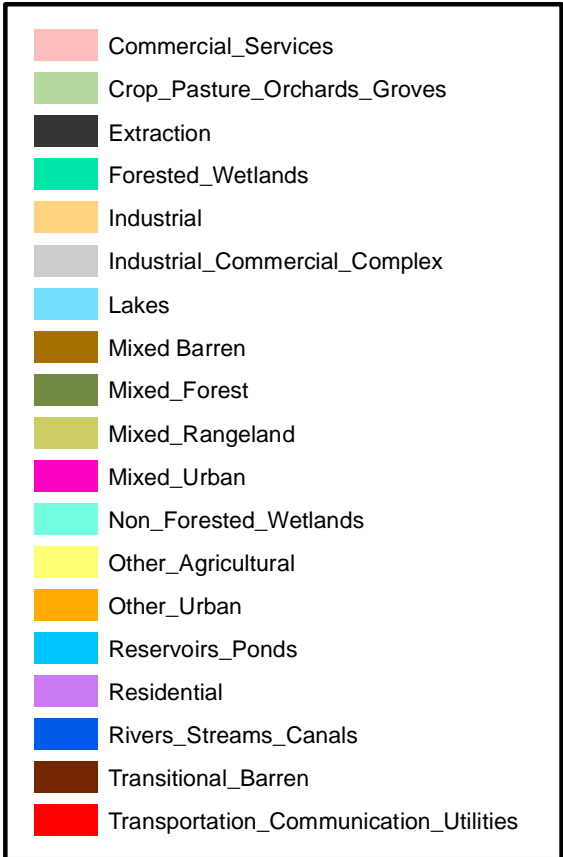 Commercial_Services
Crop_Pasture_Orchards_Groves
Extraction
Forested_Wetlands
Industrial
Industrial_Commercial_Complex
Lakes
Mixed Barren
Mixed_Forest
Mixed_Rangeland
Mixed_Urban
Non_Forested_Wetlands
Other_Agricultural
Other_Urban
Reservoirs_Ponds
Residential
Rivers_Streams_Canals
Transitional_Barren
Transportation_Communication_Utilities